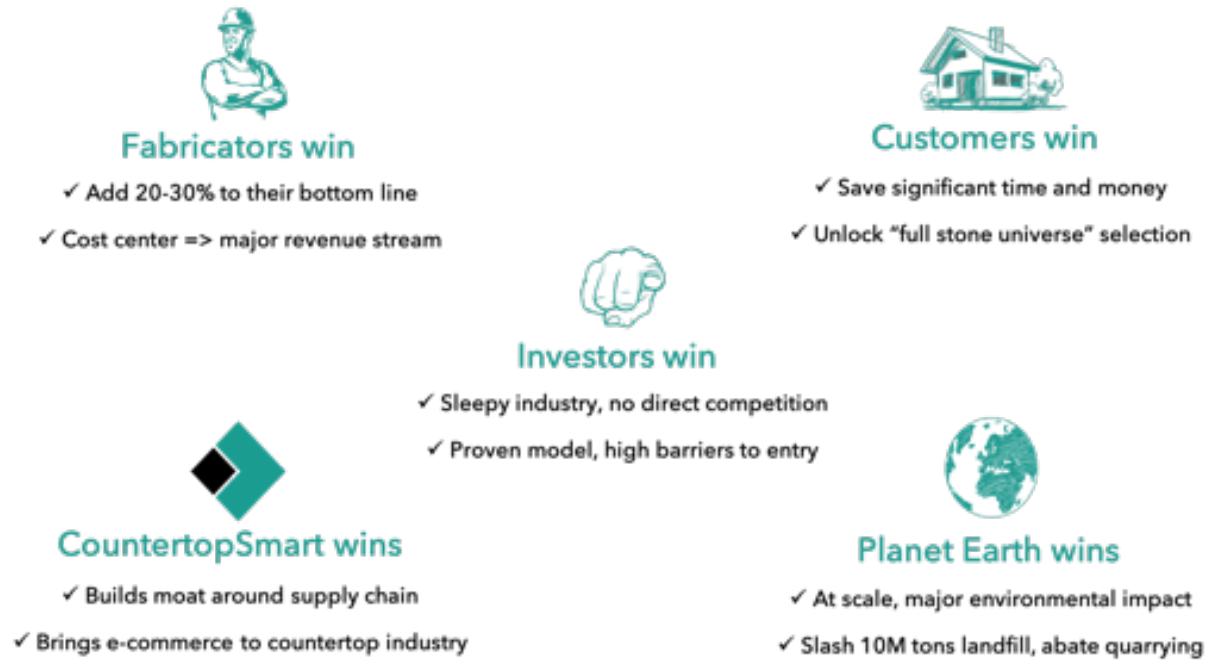 Fabricators win
✓ Add 20-30% to their bottom line
✓ Cost center => major revenue stream
Customers win
✓ Save significant time and money
✓ Unlock “full stone universe” selection
Investors win
✓ Sleepy industry, no direct competition
✓ Proven model, high barriers to entry
CountertopSmart wins
✓ Builds moat around supply chain
✓ Brings e-commerce to countertop industry
Planet Earth wins
✓ At scale, major environmental impact
✓ Slash 10M tons landfill, abate quarrying